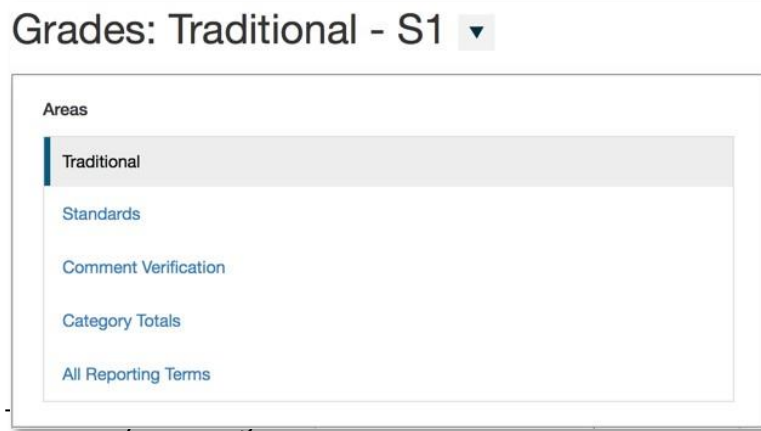 Grades: Traditional - S1
Areas
Traditional
Standards
Comment Verification
Category Totals
All Reporting Terms